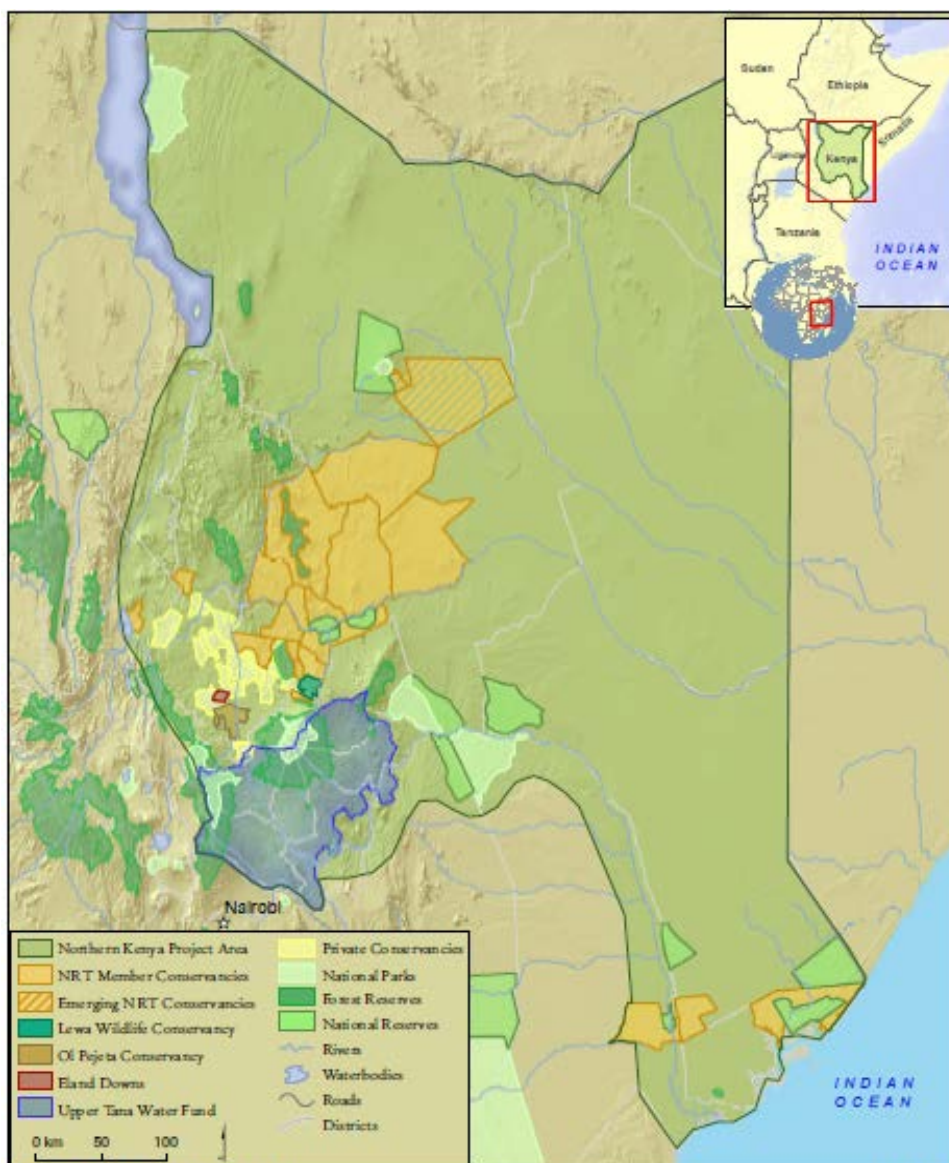 Sudan
Ethiopia
Somalia
Uganda
Kenya
Tanzania
INDIAN
OCEAN
Nairobi
Northern Kenya Project Area
NRT Member Conservancies
Emerging NRT Conservancies
Lewa Wildlife Conservancy
Ol Pejeta Conservancy
Eland Downs
Upper Tana Water Fund
0 km 50 100
Private Conservancies
National Parks
Forest Reserves
National Reserves
Rivers
Waterbodies
Roads
Districts
INDIAN
OCEAN